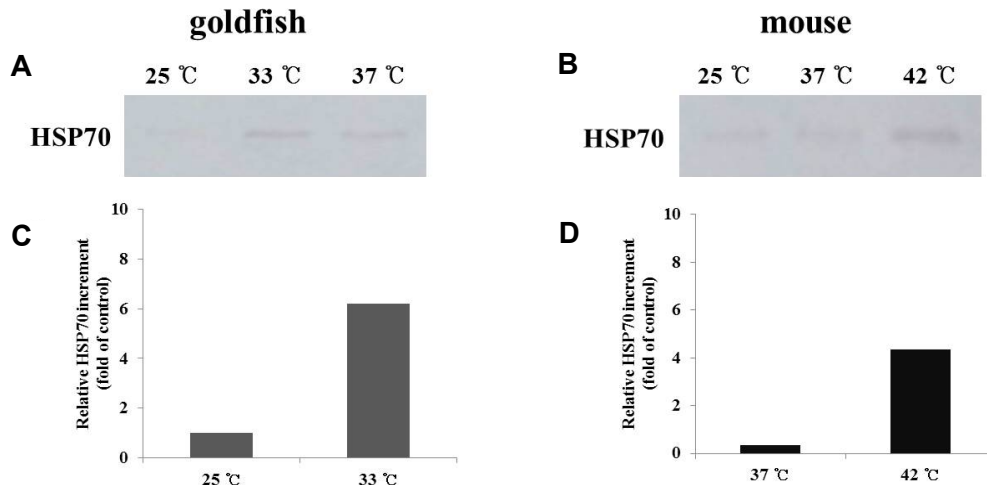 goldfish
mouse
A
25 ℃ 33 ℃ 37 ℃
HSP70
B
25 ℃ 37 ℃ 42 ℃
HSP70
C
Relative HSP70 increment
(fold of control)
10
8
6
4
2
0
25 ℃ 33 ℃
D
Relative HSP70 increment
(fold of control)
10
8
6
4
2
0
37 ℃ 42 ℃